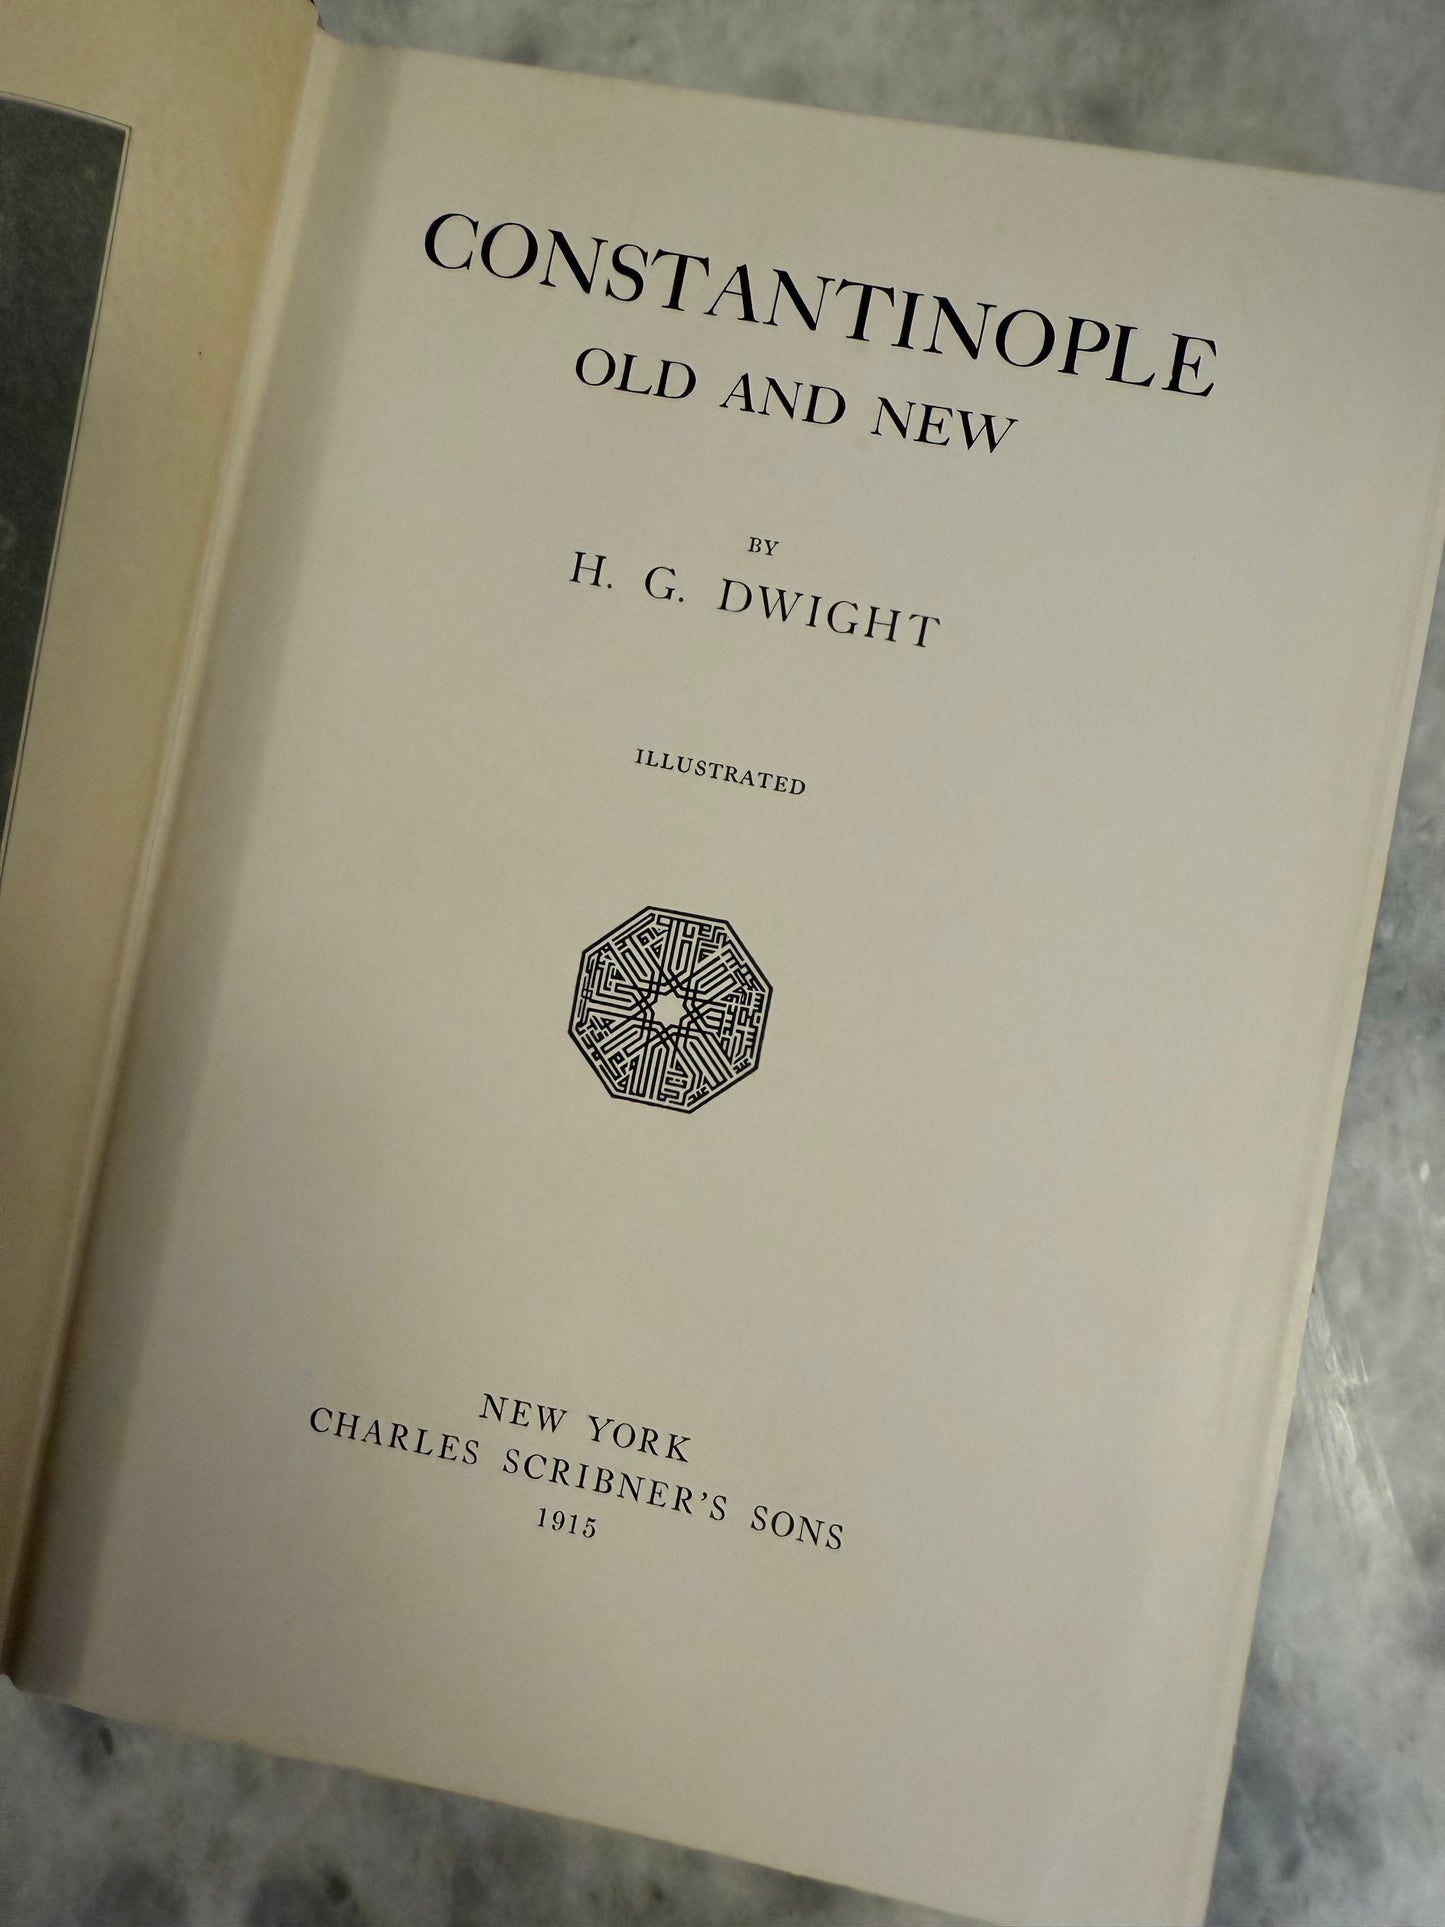 CONSTANTINOPLE
OLD AND NEW
BY
H. G. DWIGHT
ILLUSTRATED
NEW YORK
CHARLES SCRIBNER'S SONS
1915